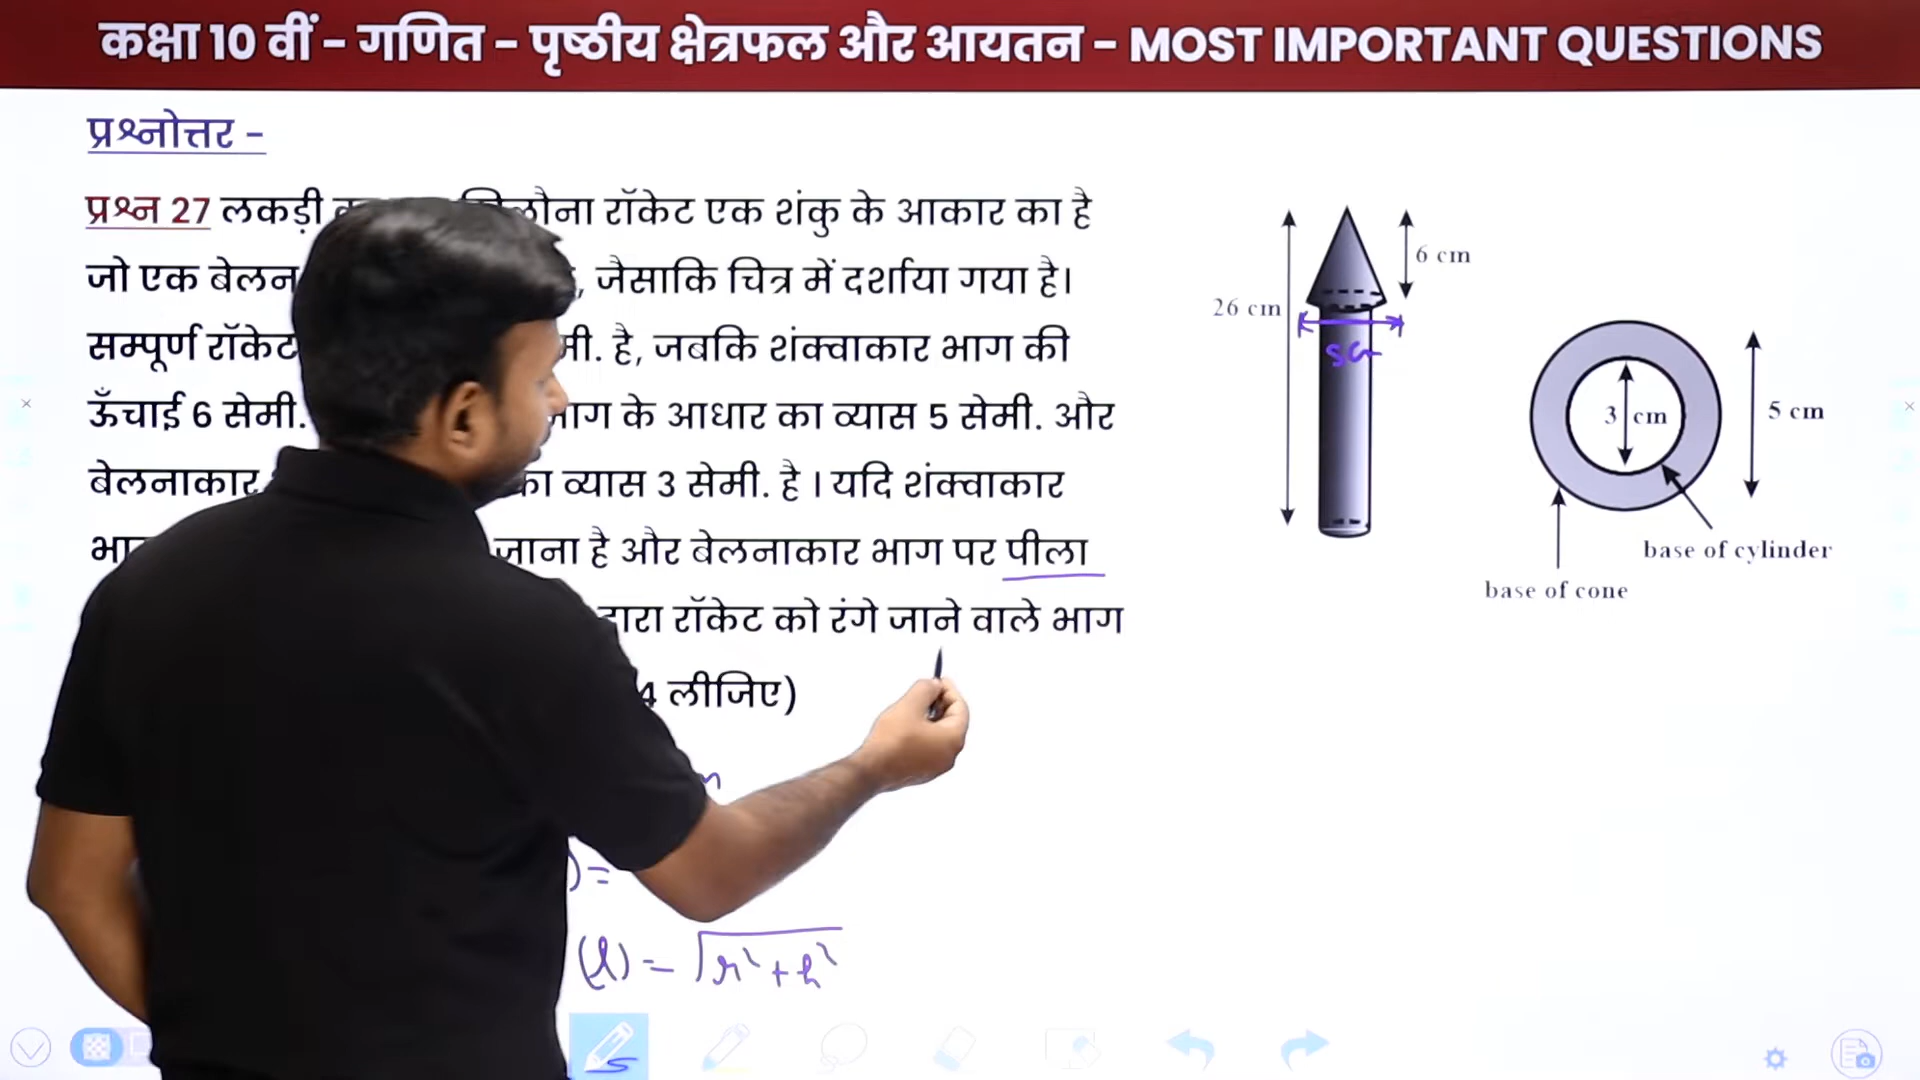 कक्षा 10 वीं - गणित - पृष्ठीय क्षेत्रफल और आयतन - MOST IMPORTANT QUESTIONS
प्रश्नोत्तर -
प्रश्न 27 लकड़ी रॉकेट एक शंकु के आकार का है
जो एक बेलन , जैसाकि चित्र में दर्शाया गया है।
सम्पूर्ण रॉकेट है, जबकि शंक्वाकार भाग की
ऊँचाई 6 सेमी. के आधार का व्यास 5 सेमी. और
बेलनाकार व्यास 3 सेमी. है । यदि शंक्वाकार
जाना है और बेलनाकार भाग पर पीला
रॉकेट को रंगे जाने वाले भाग
4 लीजिए)
(l) = √r²+h²
6 cm
26 cm
3 cm
5 cm
base of cylinder
base of cone